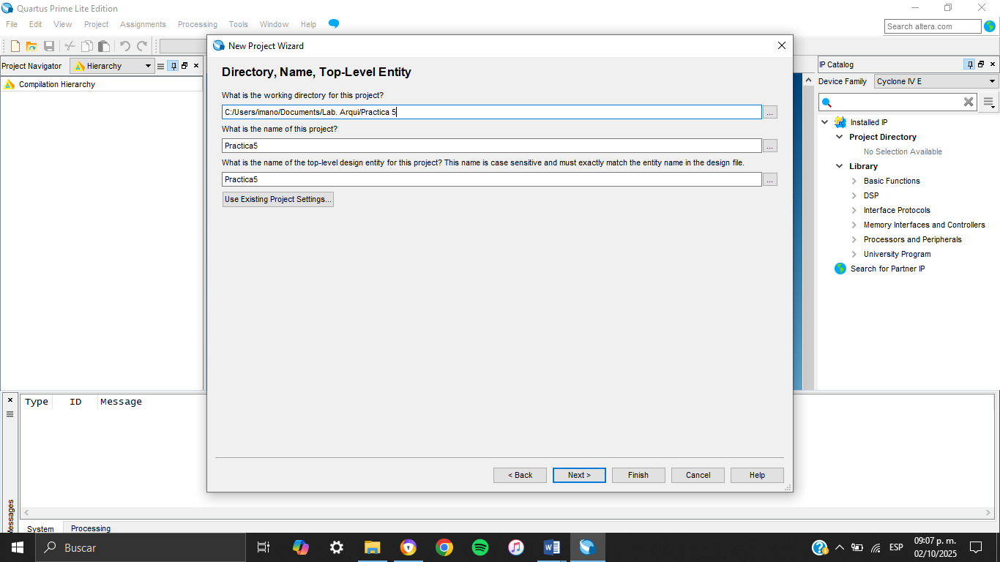 Quartus Prime Lite Edition
File Edit View Project Assignments Processing Tools Window Help
Search altera.com
Project Navigator
Hierarchy
Compilation Hierarchy
New Project Wizard
Directory, Name, Top-Level Entity
What is the working directory for this project?
C:/Users/imano/Documents/Lab. Arqui/Practica 5
...
What is the name of this project?
Practica5
...
What is the name of the top-level design entity for this project? This name is case sensitive and must exactly match the entity name in the design file.
Practica5
...
Use Existing Project Settings...
< Back
Next >
Finish
Cancel
Help
IP Catalog
Device Family
Cyclone IV E
Installed IP
Project Directory
No Selection Available
Library
Basic Functions
DSP
Interface Protocols
Memory Interfaces and Controllers
Processors and Peripherals
University Program
Search for Partner IP
Type ID Message
Messages
System
Processing
Buscar
ESP
09:07 p. m.
02/10/2025